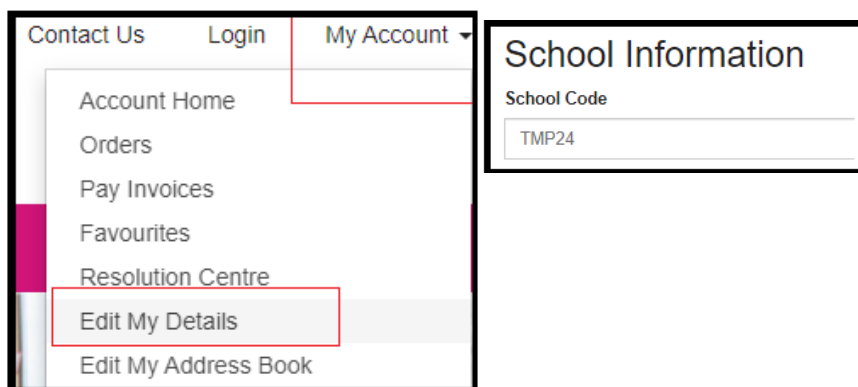 Contact Us Login My Account
Account Home
Orders
Pay Invoices
Favourites
Resolution Centre
Edit My Details
Edit My Address Book
School Information
School Code
TMP24